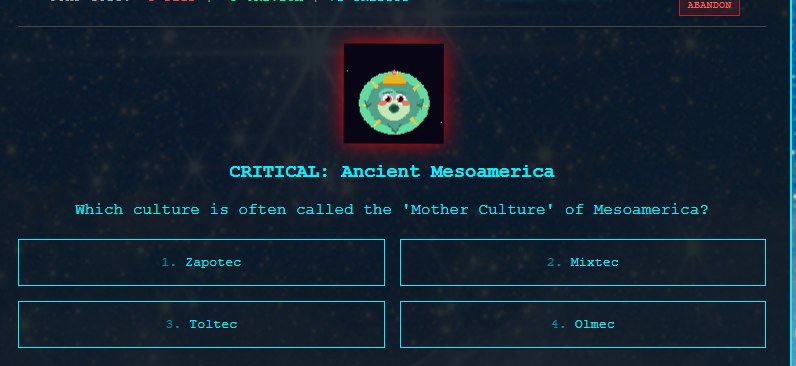 ABANDON
CRITICAL: Ancient Mesoamerica
Which culture is often called the 'Mother Culture' of Mesoamerica?
1. Zapotec
2. Mixtec
3. Toltec
4. Olmec